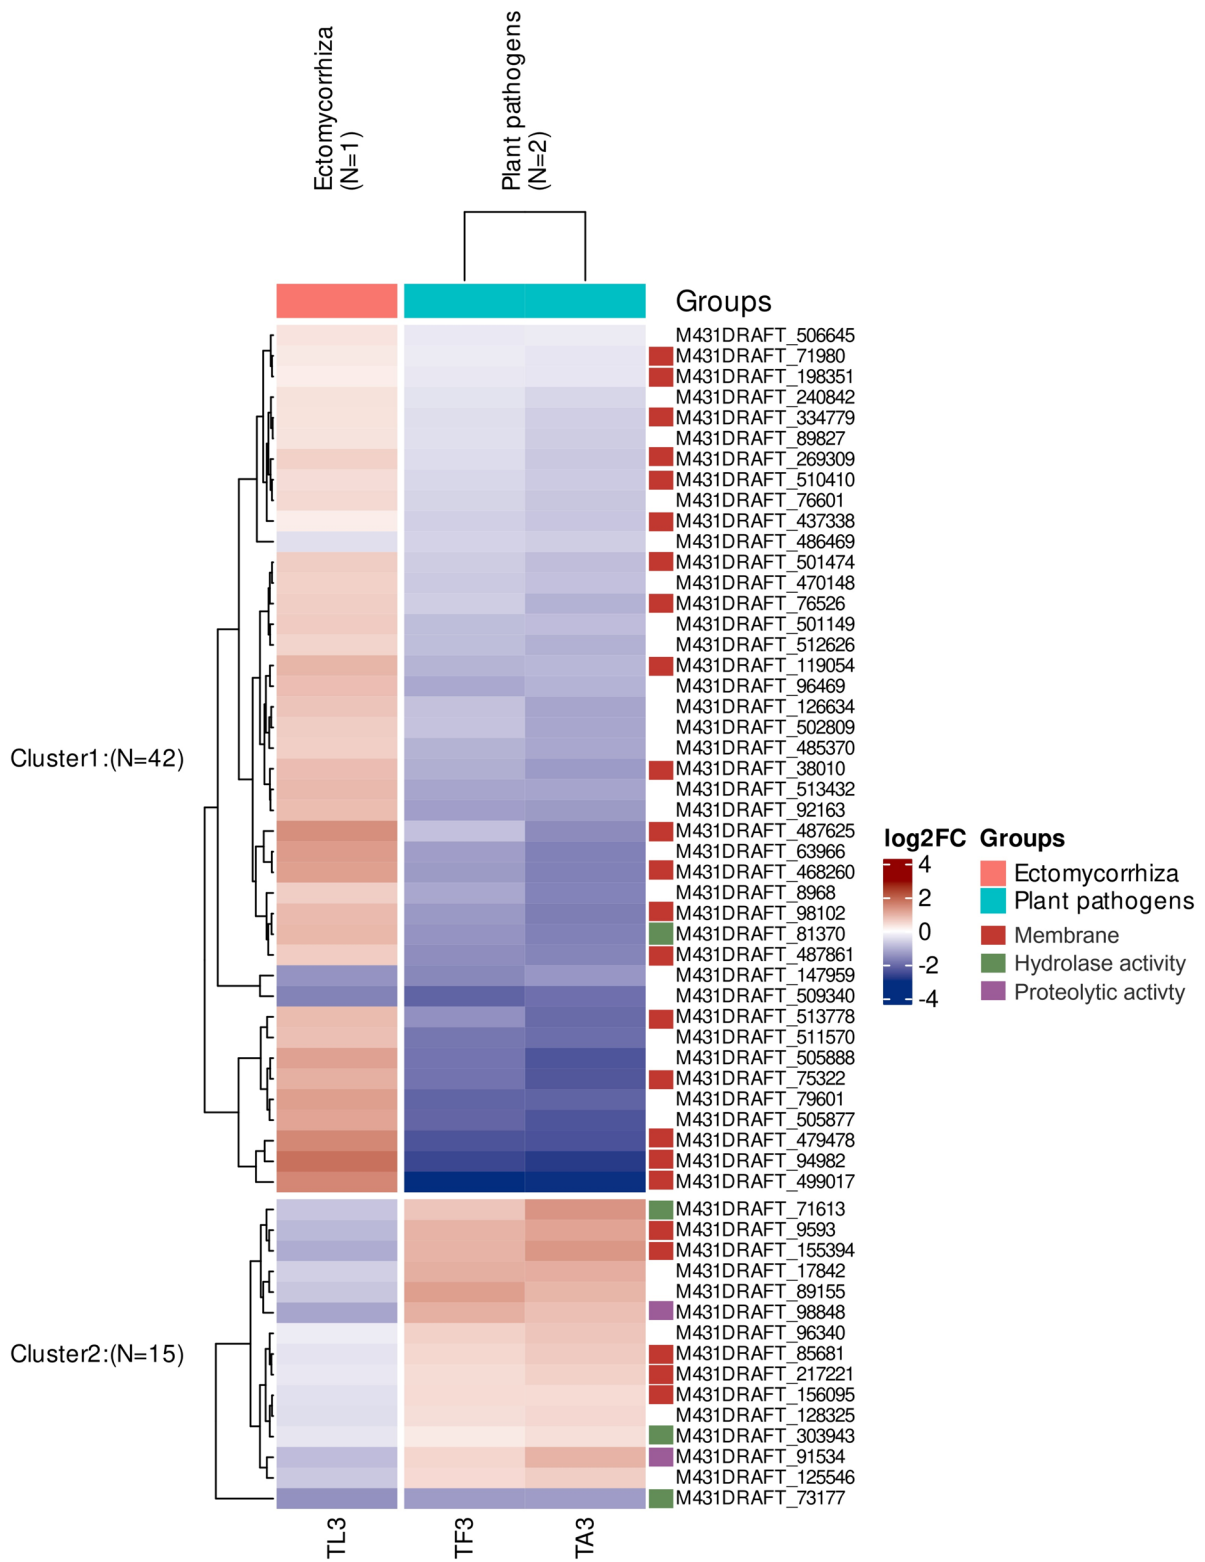 Ectomycorrhiza
(N=1)
Plant pathogens
(N=2)
Groups
M431DRAFT_506645
M431DRAFT_71980
M431DRAFT_198351
M431DRAFT_240842
M431DRAFT_334779
M431DRAFT_89827
M431DRAFT_269309
M431DRAFT_510410
M431DRAFT_76601
M431DRAFT_437338
M431DRAFT_486469
M431DRAFT_501474
M431DRAFT_470148
M431DRAFT_76526
M431DRAFT_501149
M431DRAFT_512626
M431DRAFT_119054
M431DRAFT_96469
M431DRAFT_126634
M431DRAFT_502809
M431DRAFT_485370
Cluster1:(N=42)
M431DRAFT_38010
M431DRAFT_513432
M431DRAFT_92163
M431DRAFT_487625
M431DRAFT_63966
M431DRAFT_468260
M431DRAFT_8968
M431DRAFT_98102
M431DRAFT_81370
M431DRAFT_487861
M431DRAFT_147959
M431DRAFT_509340
M431DRAFT_513778
M431DRAFT_511570
M431DRAFT_505888
M431DRAFT_75322
M431DRAFT_79601
M431DRAFT_505877
M431DRAFT_479478
M431DRAFT_94982
M431DRAFT_499017
M431DRAFT_71613
M431DRAFT_9593
M431DRAFT_155394
M431DRAFT_17842
M431DRAFT_89155
M431DRAFT_98848
M431DRAFT_96340
Cluster2:(N=15)
M431DRAFT_85681
M431DRAFT_217221
M431DRAFT_156095
M431DRAFT_128325
M431DRAFT_303943
M431DRAFT_91534
M431DRAFT_125546
M431DRAFT_73177
TL3
TF3
TA3
log2FC
4
2
0
-2
-4
Groups
Ectomycorrhiza
Plant pathogens
Membrane
Hydrolase activity
Proteolytic activty